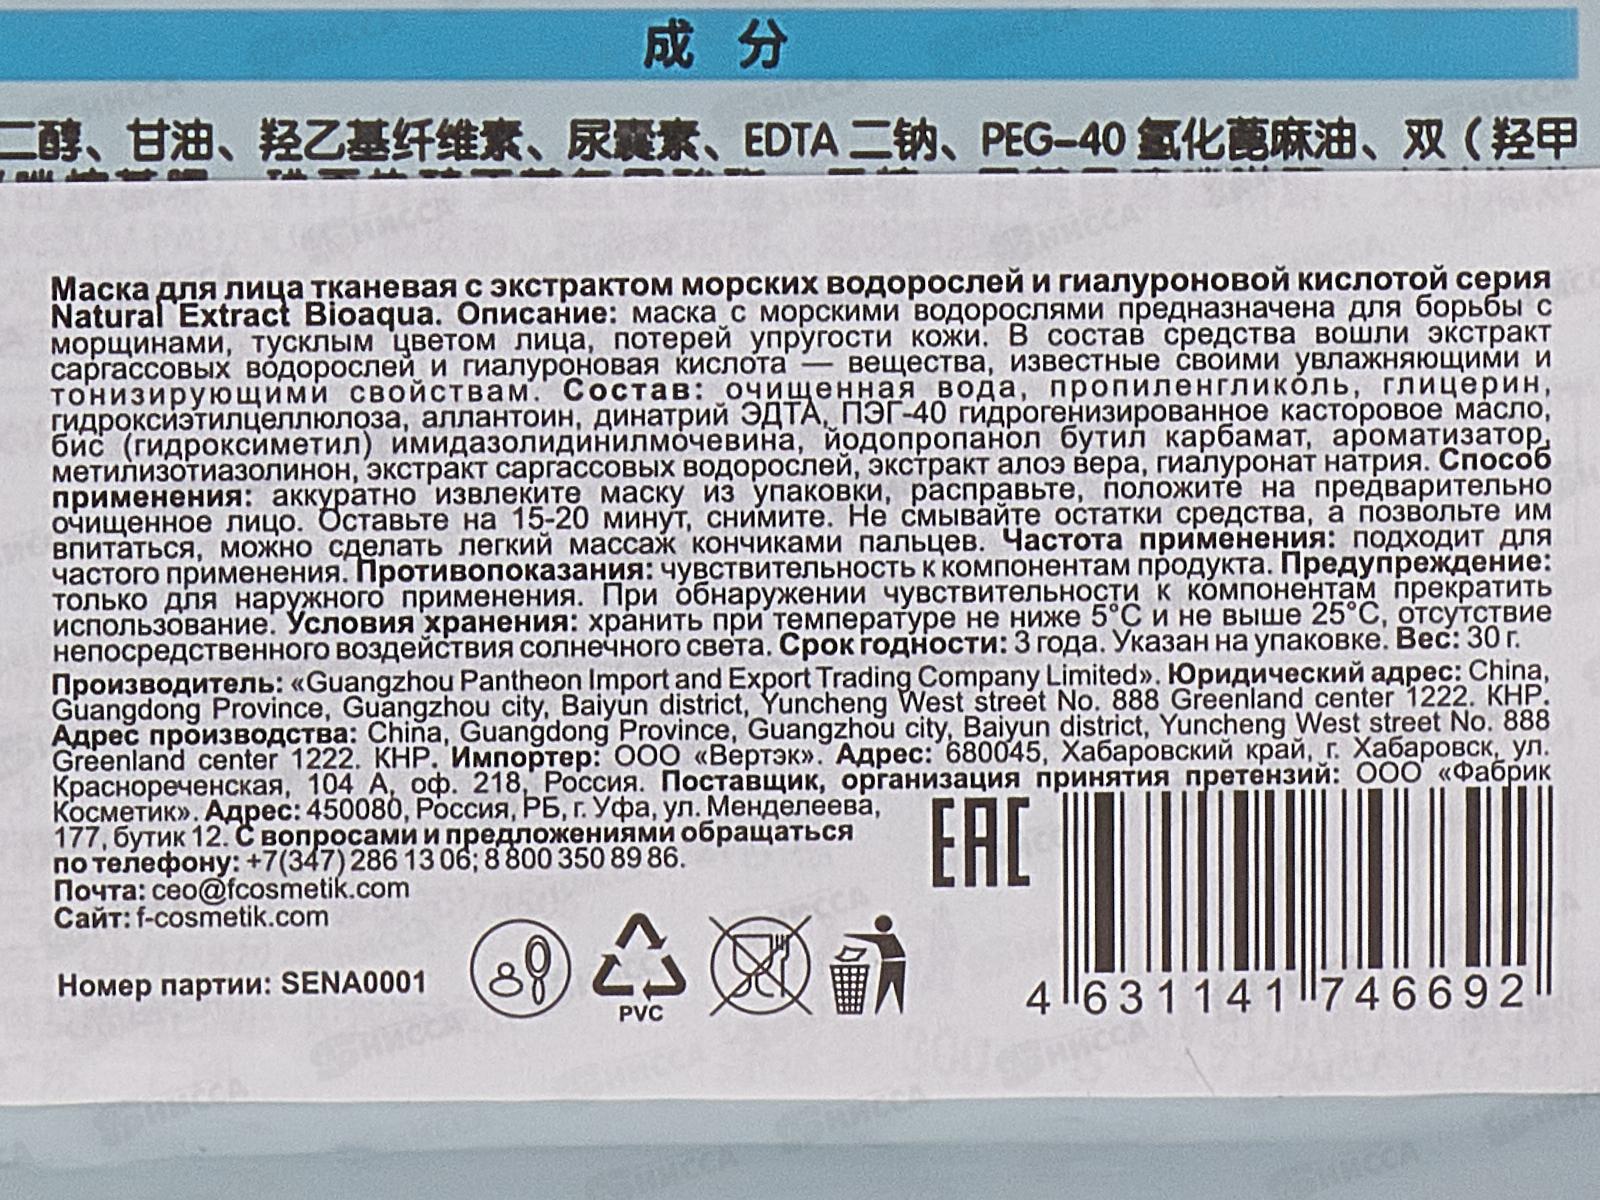 成 分
二醇、甘油、羟乙基纤维素、尿囊素、EDTA 二钠、PEG-40 氢化蓖麻油、双（羟甲
Маска для лица тканевая с экстрактом морских водорослей и гиалуроновой кислотой серия
Natural Extract Bioaqua. Описание: маска с морскими водорослями предназначена для борьбы с
морщинами, тусклым цветом лица, потерей упругости кожи. В состав средства вошли экстракт
саргассовых водорослей и гиалуроновая кислота — вещества, известные своими увлажняющими и
тонизирующими свойствам. Состав: очищенная вода, пропиленгликоль, глицерин,
гидроксиэтилцеллюлоза, аллантоин, динатрий ЭДТА, ПЭГ-40 гидрогенизированное касторовое масло,
бис (гидроксиметил) имидазолидинилмочевина, йодопропанол бутил карбамат, ароматизатор,
метилизотиазолинон, экстракт саргассовых водорослей, экстракт алоэ вера, гиалуронат натрия. Способ
применения: аккуратно извлеките маску из упаковки, расправьте, положите на предварительно
очищенное лицо. Оставьте на 15-20 минут, снимите. Не смывайте остатки средства, а позвольте им
впитаться, можно сделать легкий массаж кончиками пальцев. Частота применения: подходит для
частого применения. Противопоказания: чувствительность к компонентам продукта. Предупреждение:
только для наружного применения. При обнаружении чувствительности к компонентам прекратить
использование. Условия хранения: хранить при температуре не ниже 5°C и не выше 25°C, отсутствие
непосредственного воздействия солнечного света. Срок годности: 3 года. Указан на упаковке. Вес: 30 г.
Производитель: «Guangzhou Pantheon Import and Export Trading Company Limited». Юридический адрес: China,
Guangdong Province, Guangzhou city, Baiyun district, Yuncheng West street No. 888 Greenland center 1222. КНР.
Адрес производства: China, Guangdong Province, Guangzhou city, Baiyun district, Yuncheng West street No. 888
Greenland center 1222. КНР. Импортер: ООО «Вертэк». Адрес: 680045, Хабаровский край, г. Хабаровск, ул.
Краснореченская, 104 А, оф. 218, Россия. Поставщик, организация принятия претензий: ООО «Фабрик
Косметик». Адрес: 450080, Россия, РБ, г. Уфа, ул. Менделеева,
177, бутик 12. С вопросами и предложениями обращаться
по телефону: +7(347) 286 13 06; 8 800 350 89 86.
Почта: ceo@fcosmetik.com
Сайт: f-cosmetik.com
Номер партии: SENA0001
PVC
EAC
4 631141 746692